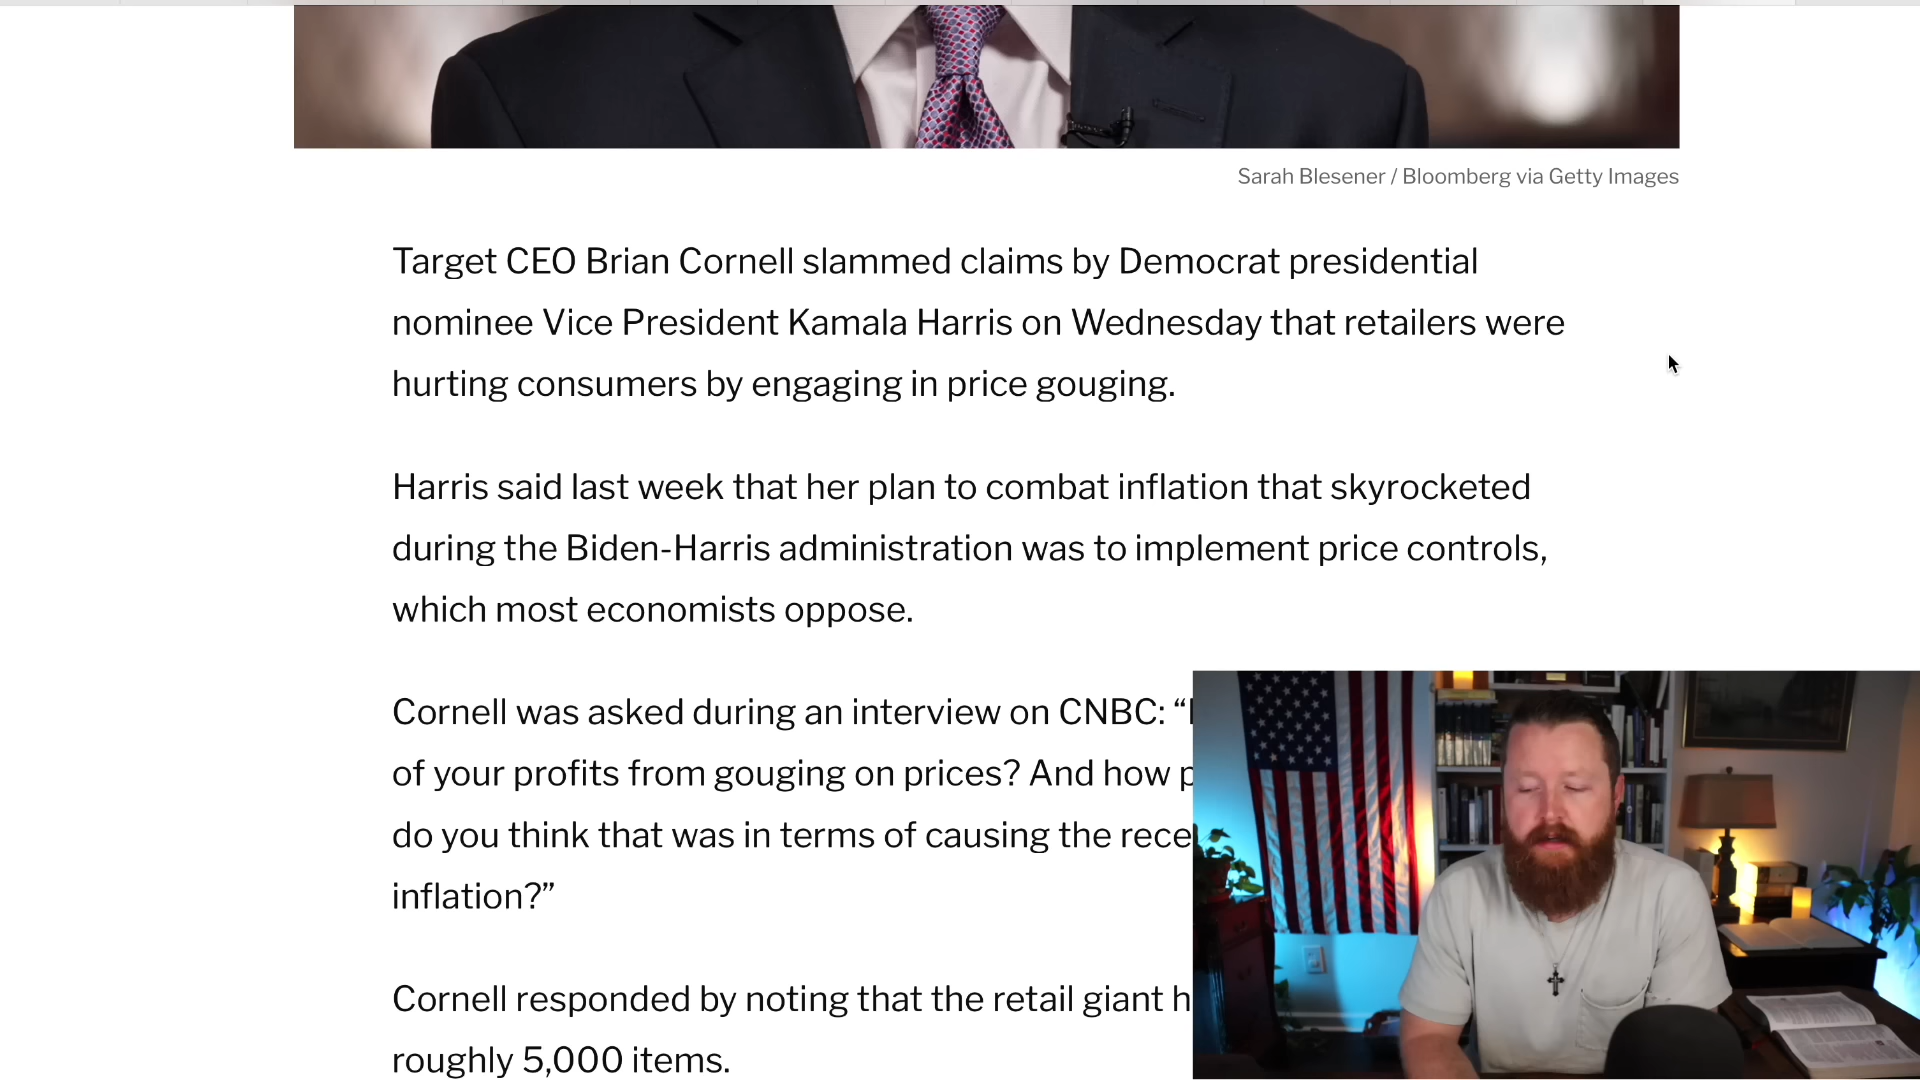 Sarah Blesener / Bloomberg via Getty Images
Target CEO Brian Cornell slammed claims by Democrat presidential
nominee Vice President Kamala Harris on Wednesday that retailers were
hurting consumers by engaging in price gouging.
Harris said last week that her plan to combat inflation that skyrocketed
during the Biden-Harris administration was to implement price controls,
which most economists oppose.
Cornell was asked during an interview on CNBC: “
of your profits from gouging on prices? And how
do you think that was in terms of causing the
inflation?”
Cornell responded by noting that the retail giant
roughly 5,000 items.